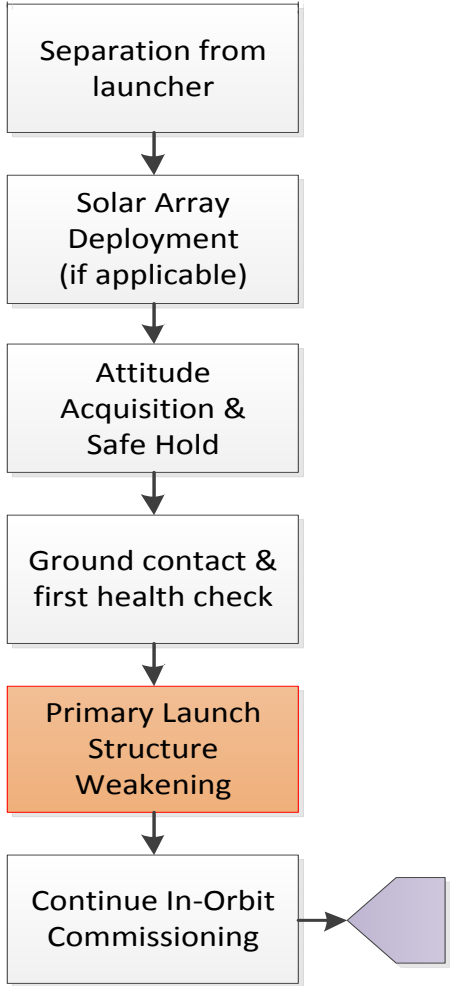 Separation from
launcher
Solar Array
Deployment
(if applicable)
Attitude
Acquisition &
Safe Hold
Ground contact &
first health check
Primary Launch
Structure
Weakening
Continue In-Orbit
Commissioning